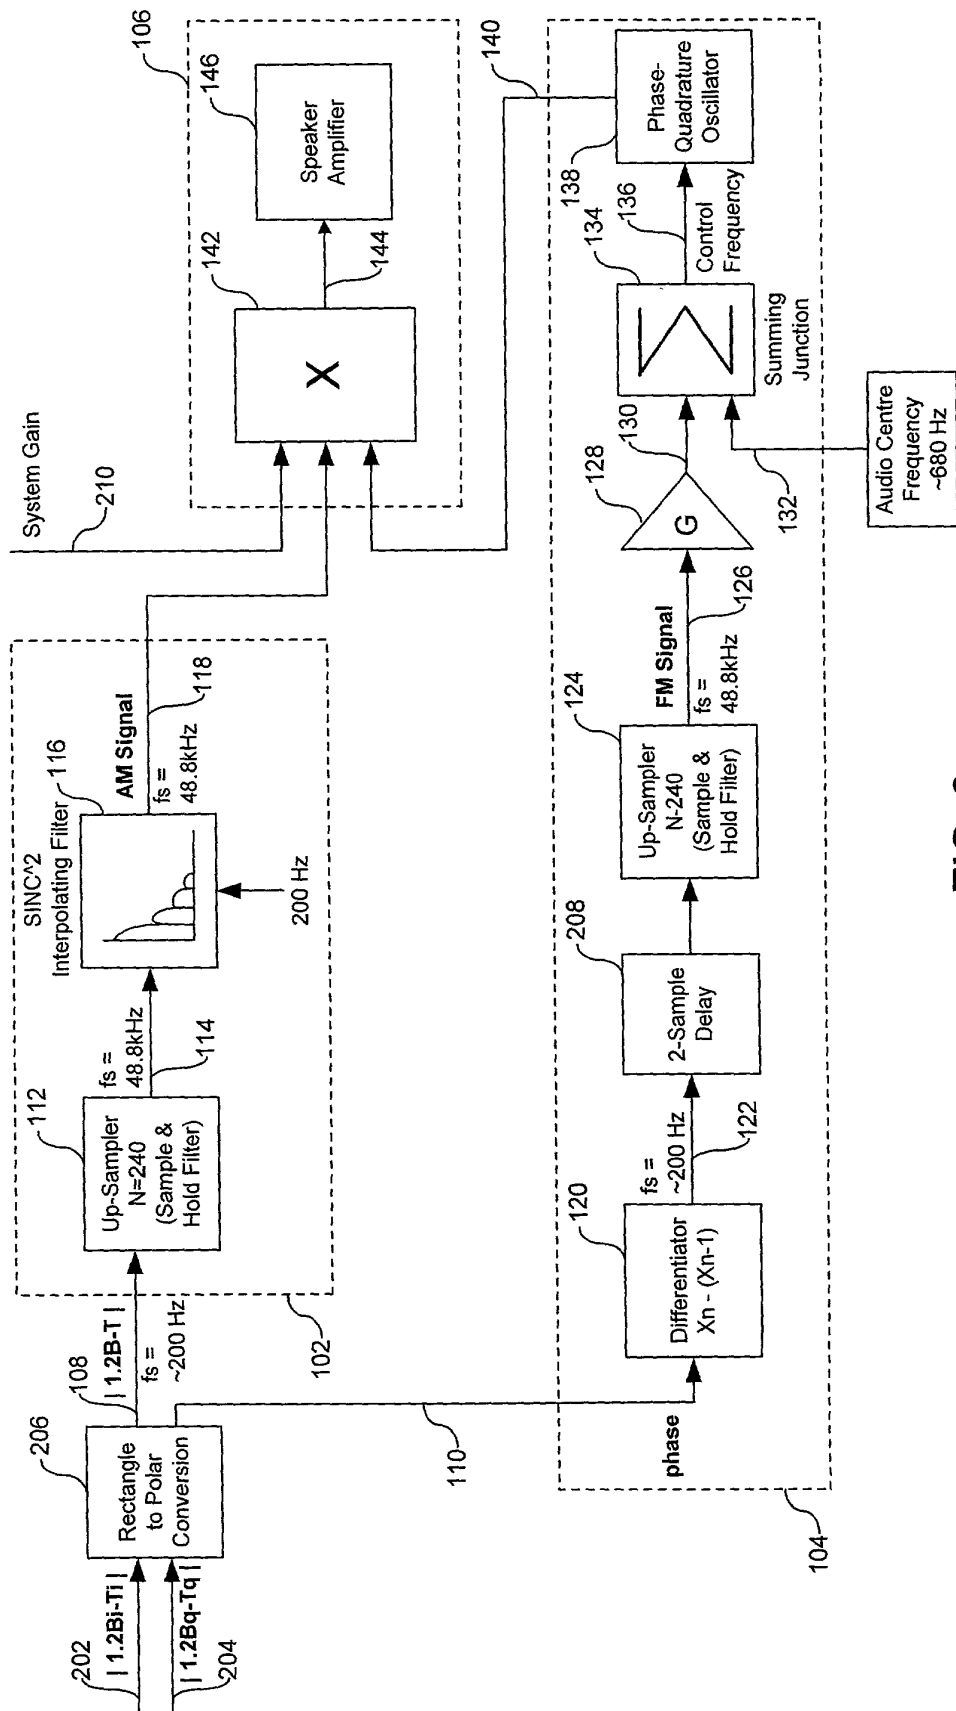 202
| 1.2Bi-Ti |
| 1.2Bq-Tq |
204
206
Rectangle
to Polar
Conversion
108
| 1.2B-T |
fs =
~200 Hz
110
102
112
Up-Sampler
N=240
(Sample &
Hold Filter)
fs =
48.8kHz
114
SINC^2
Interpolating Filter
116
200 Hz
AM Signal
fs =
48.8kHz
118
System Gain
210
142
X
144
146
Speaker
Amplifier
106
phase
104
120
Differentiator
Xn - (Xn-1)
fs =
~200 Hz
122
208
2-Sample
Delay
124
Up-Sampler
N-240
(Sample &
Hold Filter)
FM Signal
fs =
48.8kHz
126
128
G
130
132
Audio Centre
Frequency
~680 Hz
134
Σ
Summing
Junction
136
Control
Frequency
138
Phase-
Quadrature
Oscillator
140